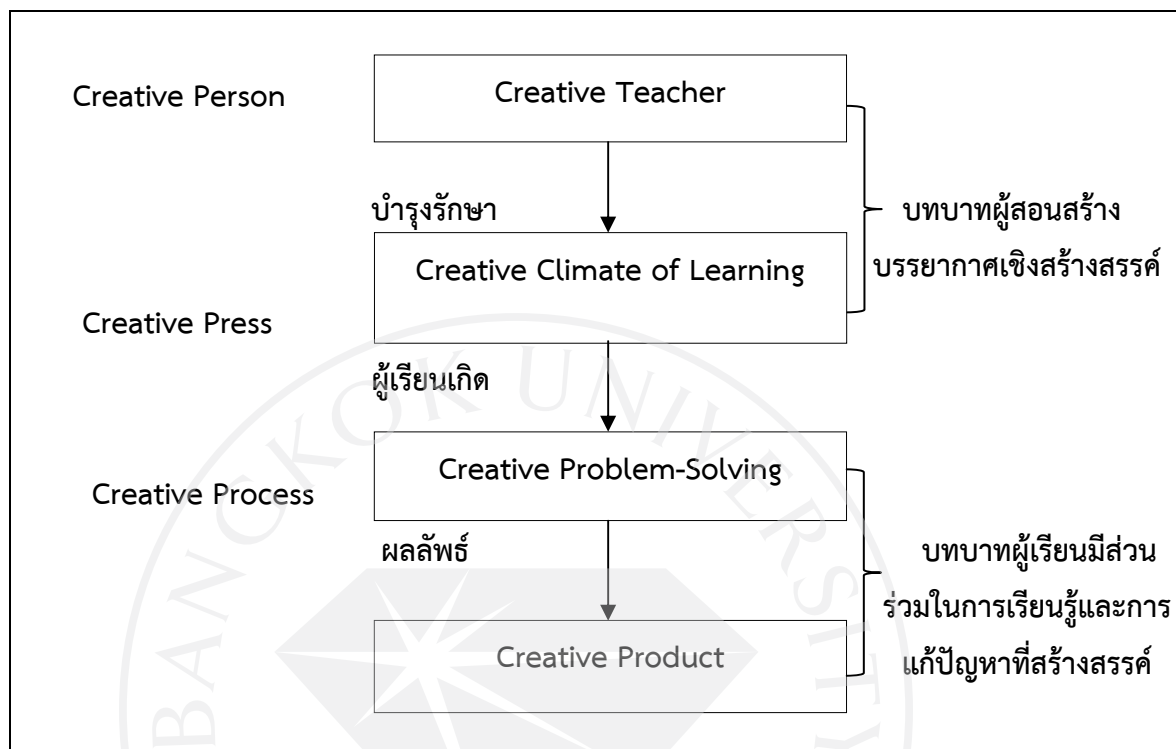 Creative Person
Creative Teacher
บำรุงรักษา
บทบาทผู้สอนสร้าง
บรรยากาศเชิงสร้างสรรค์
Creative Climate of Learning
Creative Press
ผู้เรียนเกิด
Creative Problem-Solving
Creative Process
ผลลัพธ์
บทบาทผู้เรียนมีส่วน
ร่วมในการเรียนรู้และการ
แก้ปัญหาที่สร้างสรรค์
Creative Product
BANGKOK UNIVERSITY